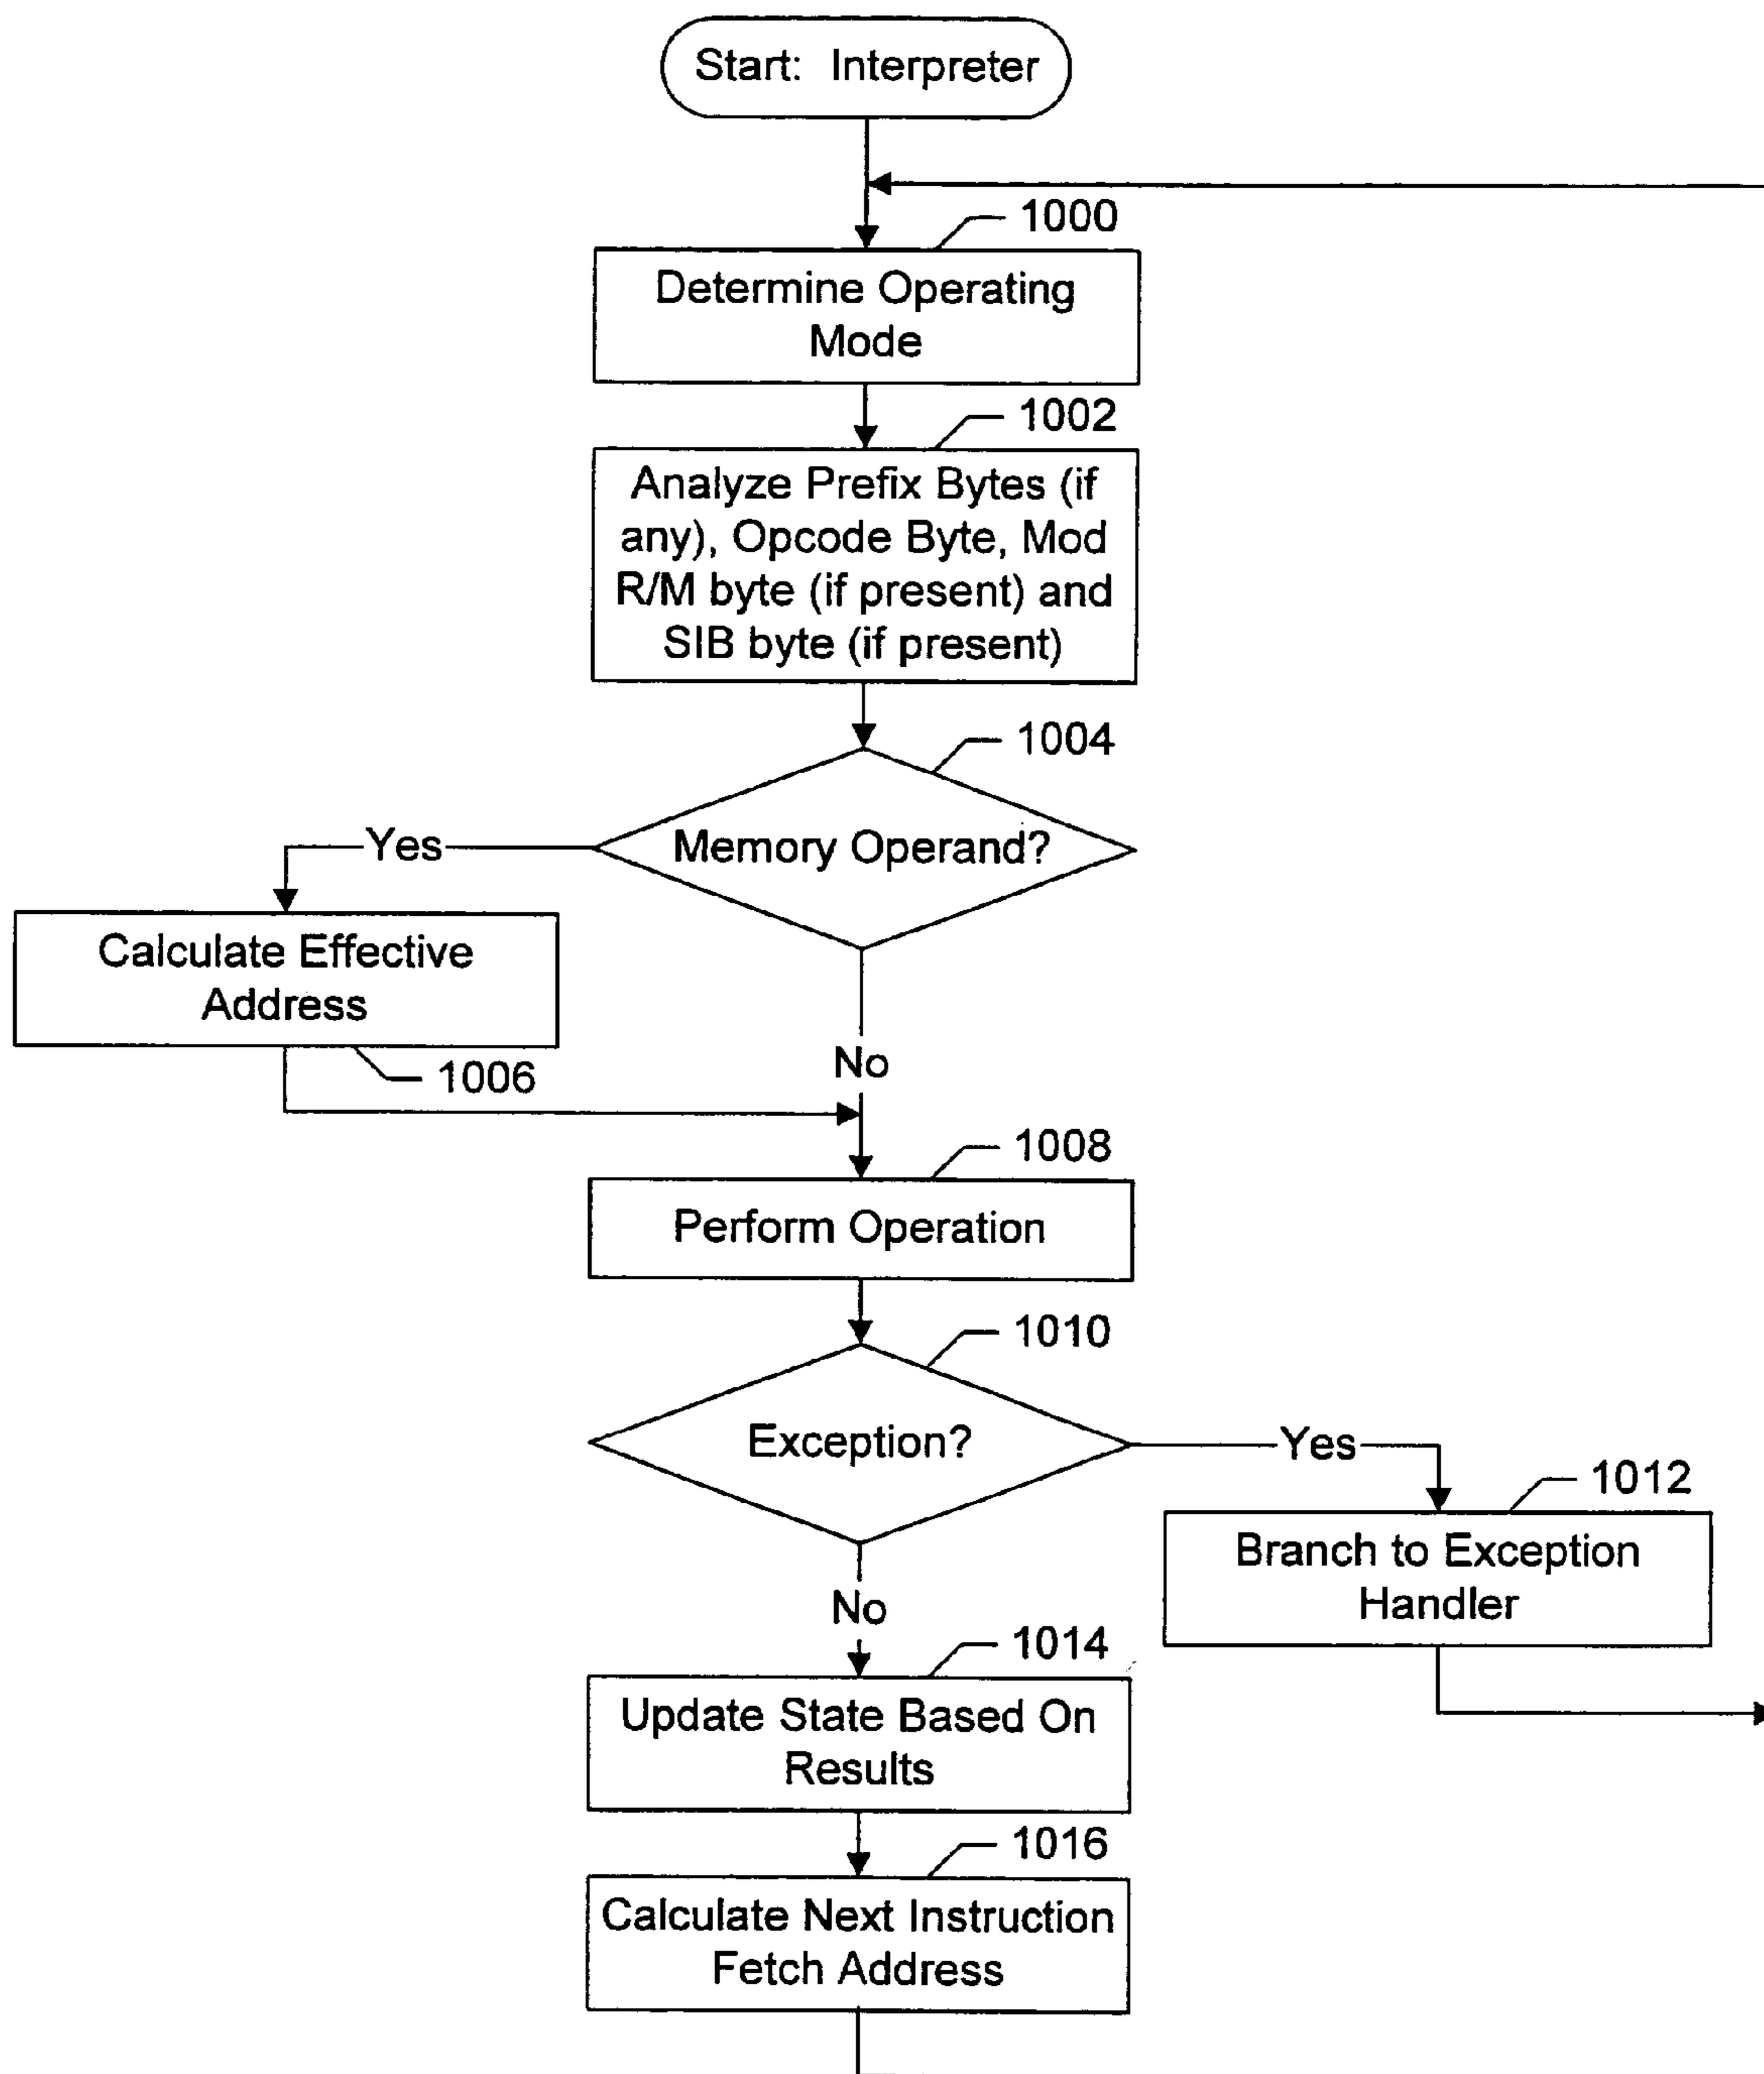 Start: Interpreter
1000
Determine Operating
Mode
1002
Analyze Prefix Bytes (if
any), Opcode Byte, Mod
R/M byte (if present) and
SIB byte (if present)
1004
Memory Operand?
Yes
Calculate Effective
Address
1006
No
1008
Perform Operation
1010
Exception?
Yes
1012
Branch to Exception
Handler
No
1014
Update State Based On
Results
1016
Calculate Next Instruction
Fetch Address